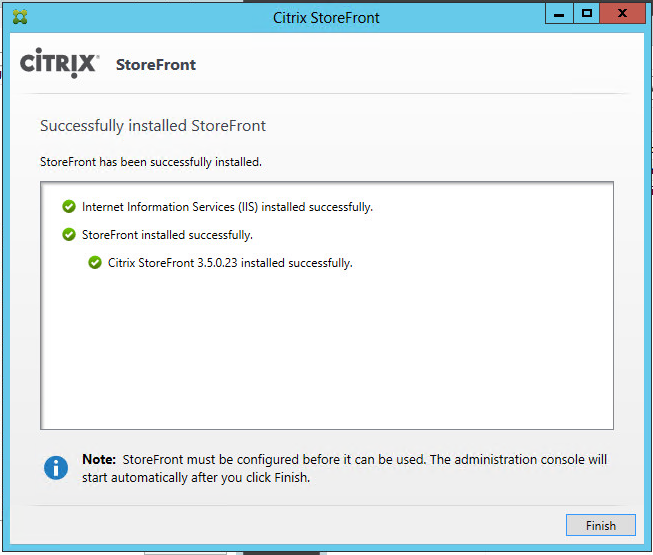 Citrix StoreFront
CİTRIX® StoreFront
Successfully installed StoreFront
StoreFront has been successfully installed.
Internet Information Services (IIS) installed successfully.
StoreFront installed successfully.
Citrix StoreFront 3.5.0.23 installed successfully.
Note: StoreFront must be configured before it can be used. The administration console will
start automatically after you click Finish.
Finish